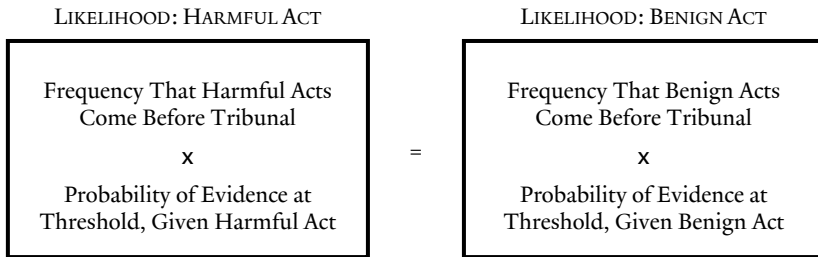 LIKELIHOOD: HARMFUL ACT
Frequency That Harmful Acts
Come Before Tribunal
x
Probability of Evidence at
Threshold, Given Harmful Act
=
LIKELIHOOD: BENIGN ACT
Frequency That Benign Acts
Come Before Tribunal
x
Probability of Evidence at
Threshold, Given Benign Act